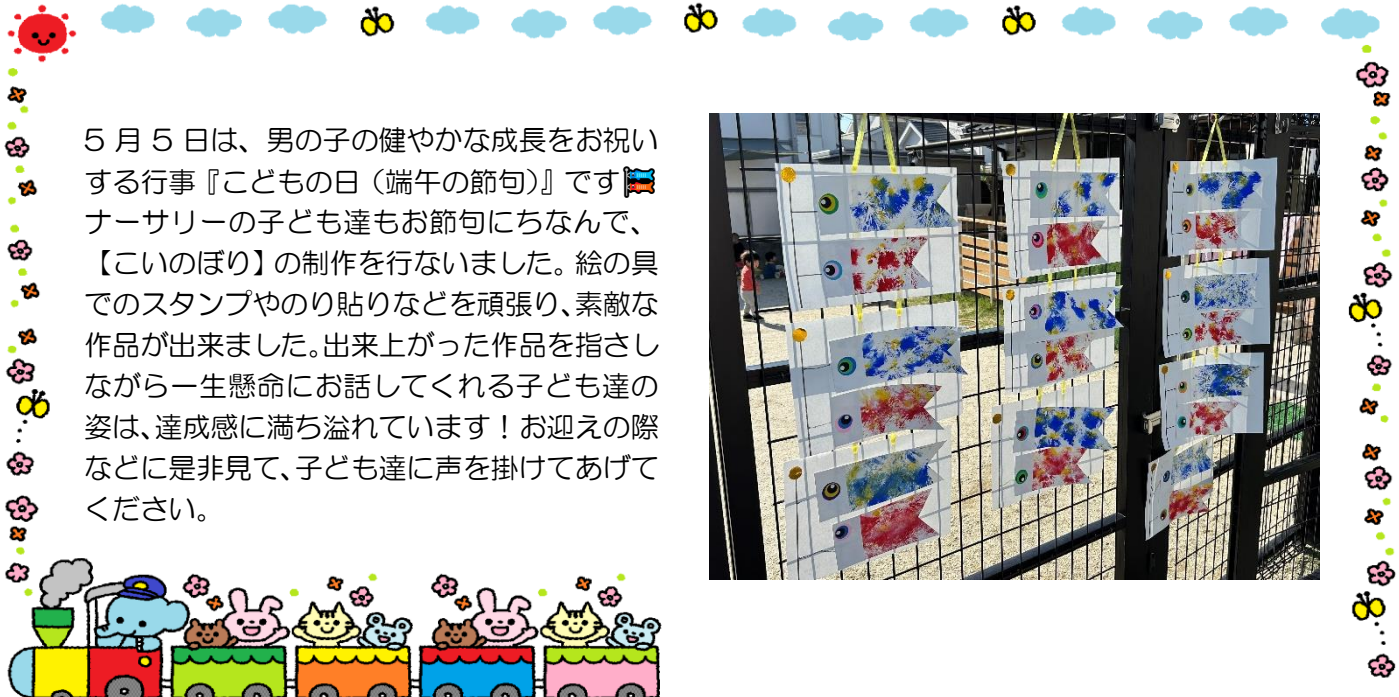 5月5日は、男の子の健やかな成長をお祝い
する行事『こどもの日（端午の節句）』です🎏
ナーサリーの子ども達もお節句にちなんで、
【こいのぼり】の制作を行ないました。絵の具
でのスタンプやのり貼りなどを頑張り、素敵な
作品が出来ました。出来上がった作品を指さし
ながら一生懸命にお話してくれる子ども達の
姿は、達成感に満ち溢れています！お迎えの際
などに是非見て、子ども達に声を掛けてあげて
ください。